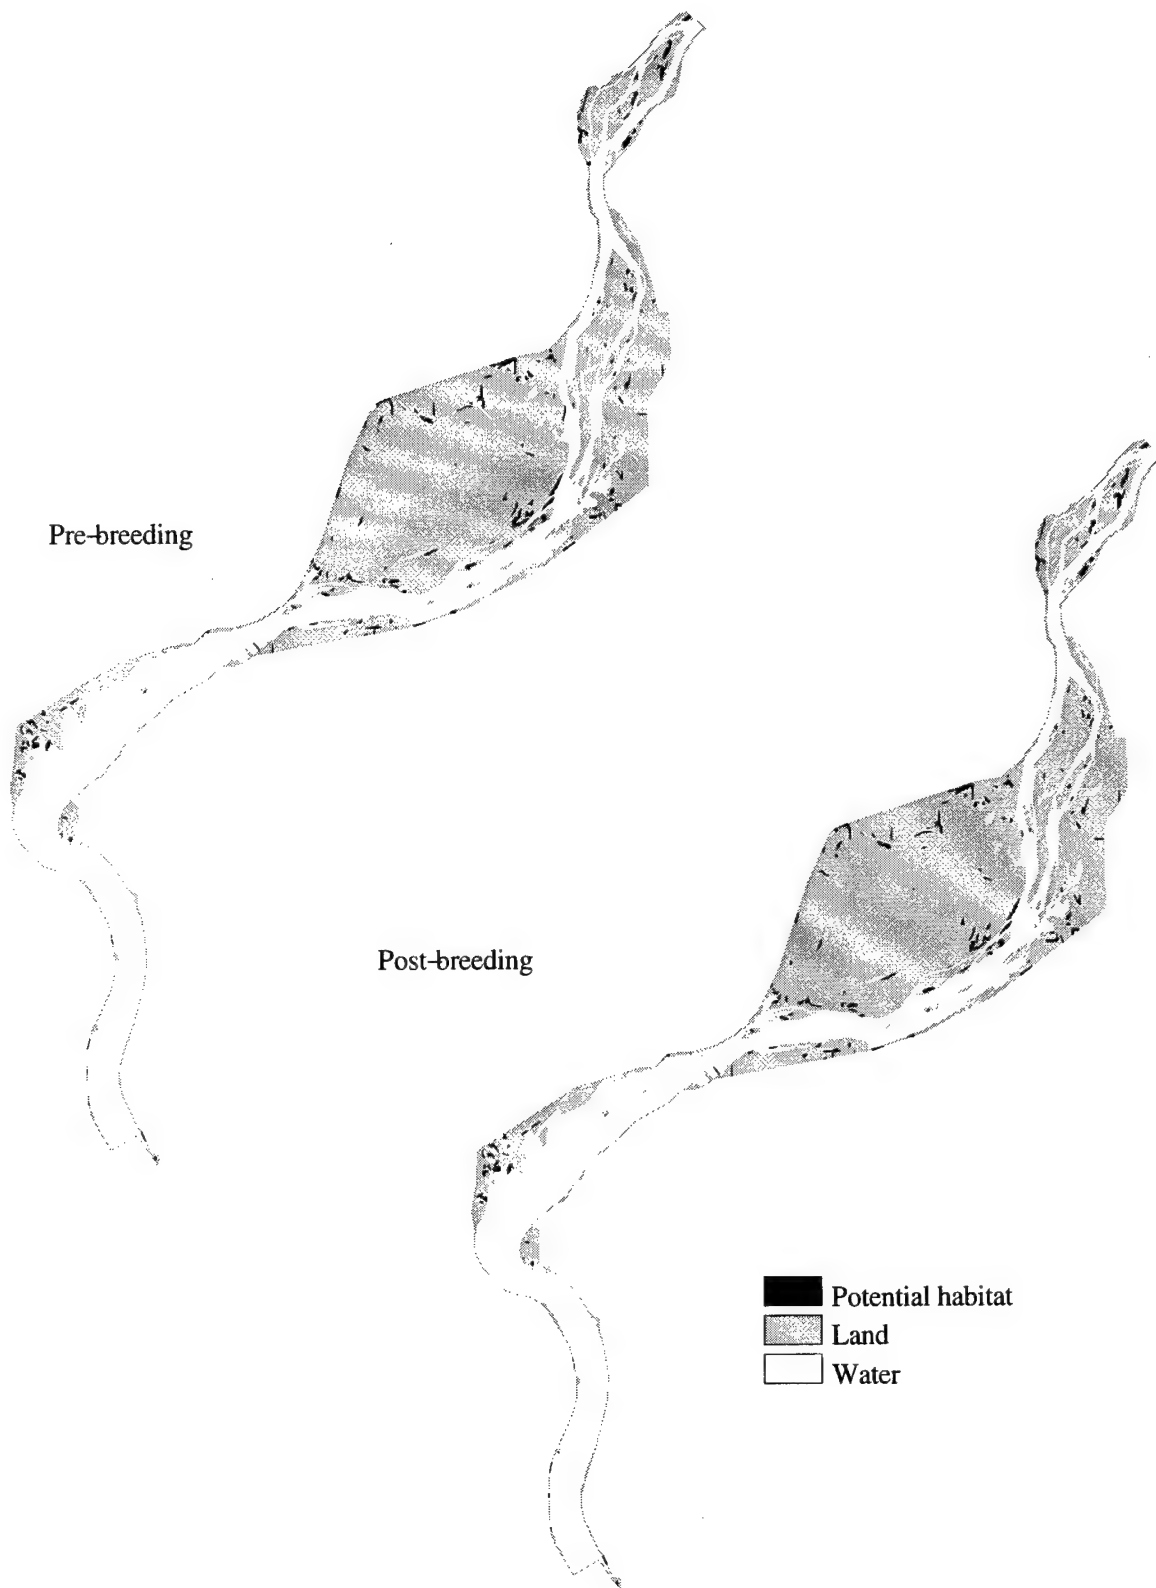 Pre-breeding
Post-breeding
Potential habitat
Land
Water